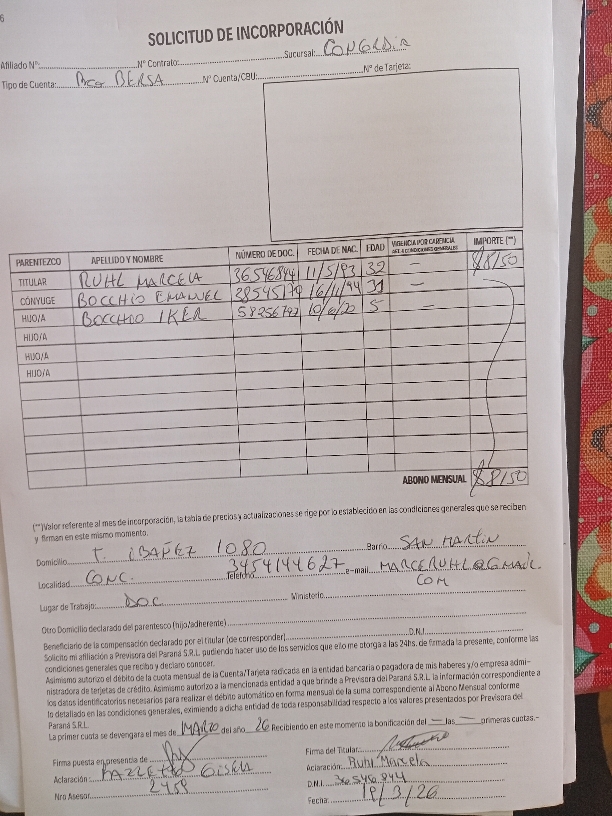 6
SOLICITUD DE INCORPORACIÓN
Afiliado N°: N° Contrato: Sucursal: CONCORDIA
Tipo de Cuenta: Bco BERSA N° Cuenta/CBU: N° de Tarjeta:
PARENTEZCO APELLIDO Y NOMBRE NÚMERO DE DOC. FECHA DE NAC. EDAD VIGENCIA POR CARENCIA IMPORTE (**)
TITULAR RUHL MARCELA 36546844 11/5/93 32 — $8150
CÓNYUGE BOCCHIO EMANUEL 38545170 16/11/94 31 —
HIJO/A BOCCHIO IKER 58256797 5
HIJO/A
HIJO/A
HIJO/A
ABONO MENSUAL $8150
(**)Valor referente al mes de incorporación, la tabla de precios y actualizaciones se rige por lo establecido en las condiciones generales que se reciben
y firman en este mismo momento.
Domicilio T. IBAÑEZ 1080 Barrio: SAN MARTIN
Localidad CONC. Teléfono 3454144627 e-mail: MARCERUHL@GMAIL.
COM
Lugar de Trabajo: DOC Ministerio:
Otro Domicilio declarado del parentesco (hijo/adherente)
Beneficiario de la compensación declarado por el titular (de corresponder) D.N.I.
Solicito mi afiliación a Previsora del Paraná S.R.L. pudiendo hacer uso de los servicios que ello me otorga a las 24hs. de firmada la presente, conforme las
condiciones generales que recibo y declaro conocer.
Asimismo autorizo el débito de la cuota mensual de la Cuenta/Tarjeta radicada en la entidad bancaria o pagadora de mis haberes y/o empresa admi-
nistradora de terjetas de crédito. Asimismo autorizo a la mencionada entidad a que brinde a Previsora del Paraná S.R.L. la información correspondiente a
los datos identificatorios necesarios para realizar el débito automático en forma mensual de la suma correspondiente al Abono Mensual conforme
lo detallado en las condiciones generales, eximiendo a dicha entidad de toda responsabilidad respecto a los valores presentados por Previsora del
Paraná S.R.L.
La primer cuota se devengara el mes de MARZO del año 26 Recibiendo en este momento la bonificación del — las — primeras cuotas.-
Firma puesta en presencia de Firma del Titular:
Aclaración: GISELA Aclaración: Ruhl Marcela
Nro Asesor 2459 D.N.I. 36546844
Fecha: 19/3/26